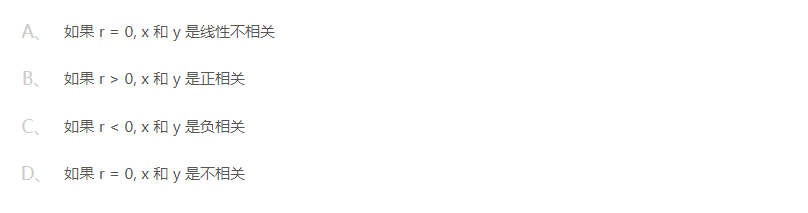 A、 如果 r = 0, x 和 y 是线性不相关
B、 如果 r > 0, x 和 y 是正相关
C、 如果 r < 0, x 和 y 是负相关
D、 如果 r = 0, x 和 y 是不相关